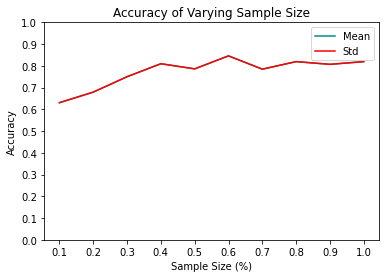 Accuracy of Varying Sample Size
Mean
Std
Accuracy
1.0
0.9
0.8
0.7
0.6
0.5
0.4
0.3
0.2
0.1
0.0
0.1 0.2 0.3 0.4 0.5 0.6 0.7 0.8 0.9 1.0
Sample Size (%)